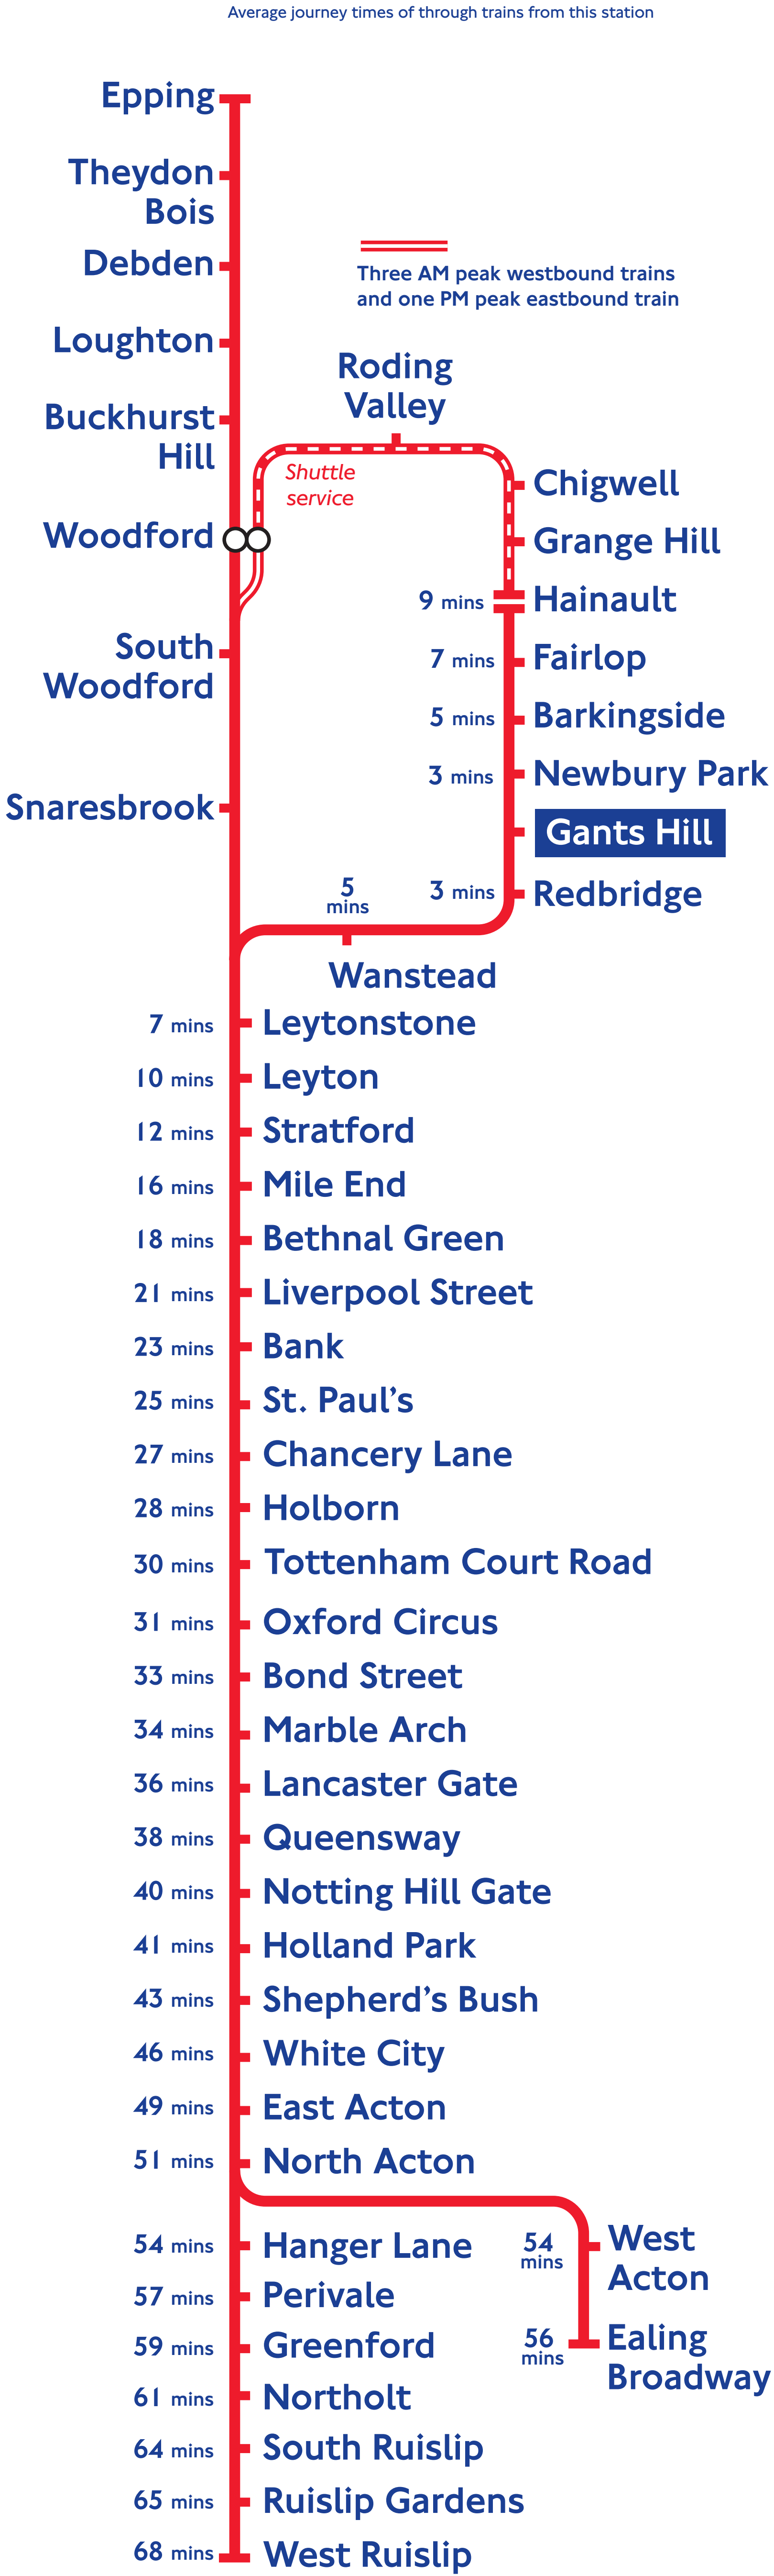 Average journey times of through trains from this station
Epping
Theydon
Bois
Debden
Three AM peak westbound trains
and one PM peak eastbound train
Loughton
Roding
Valley
Buckhurst
Hill
Shuttle
service
Chigwell
Woodford
Grange Hill
9 mins Hainault
South
Woodford
7 mins Fairlop
5 mins Barkingside
3 mins Newbury Park
Snaresbrook
Gants Hill
3 mins Redbridge
5
mins
Wanstead
7 mins Leytonstone
10 mins Leyton
12 mins Stratford
16 mins Mile End
18 mins Bethnal Green
21 mins Liverpool Street
23 mins Bank
25 mins St. Paul's
27 mins Chancery Lane
28 mins Holborn
30 mins Tottenham Court Road
31 mins Oxford Circus
33 mins Bond Street
34 mins Marble Arch
36 mins Lancaster Gate
38 mins Queensway
40 mins Notting Hill Gate
41 mins Holland Park
43 mins Shepherd's Bush
46 mins White City
49 mins East Acton
51 mins North Acton
54 mins Hanger Lane
54
mins
West
Acton
57 mins Perivale
59 mins Greenford
56
mins
Ealing
Broadway
61 mins Northolt
64 mins South Ruislip
65 mins Ruislip Gardens
68 mins West Ruislip